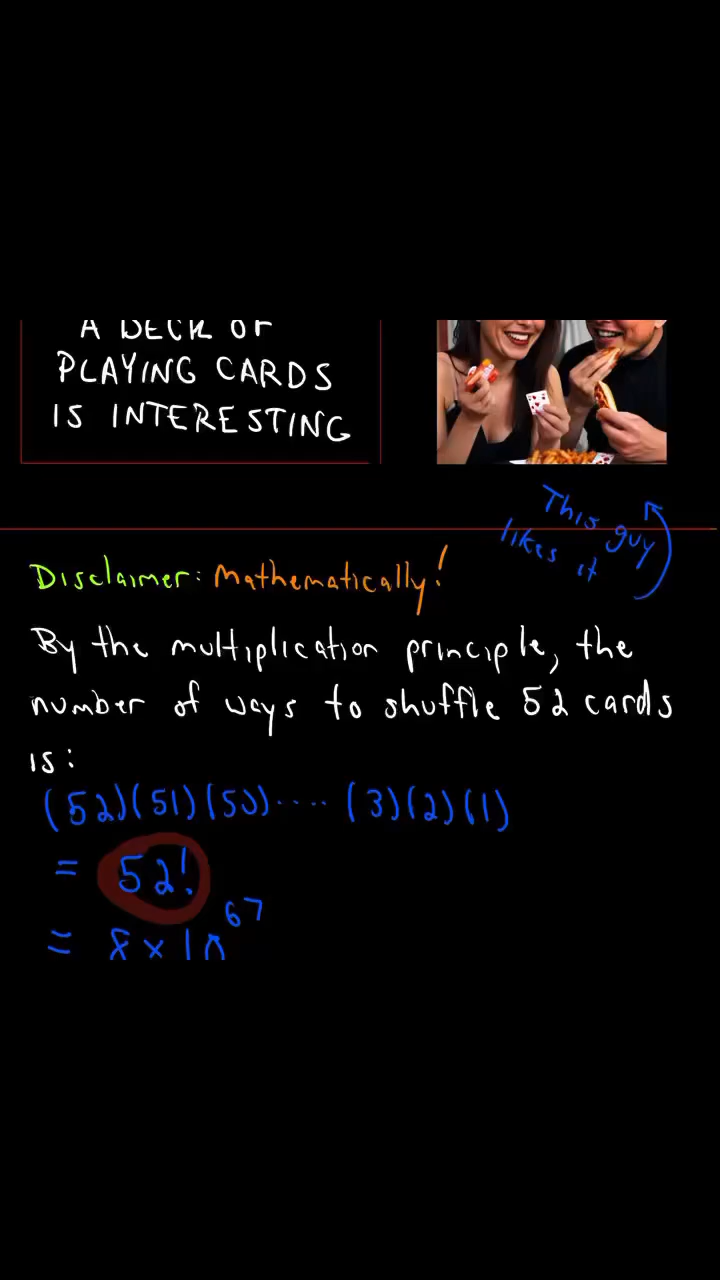 A DECK OF
PLAYING CARDS
IS INTERESTING
This guy
likes it
Disclaimer: Mathematically!
By the multiplication principle, the
number of ways to shuffle 52 cards
is:
(52)(51)(50)..... (3)(2)(1)
= 52!
= 8 × 10^67